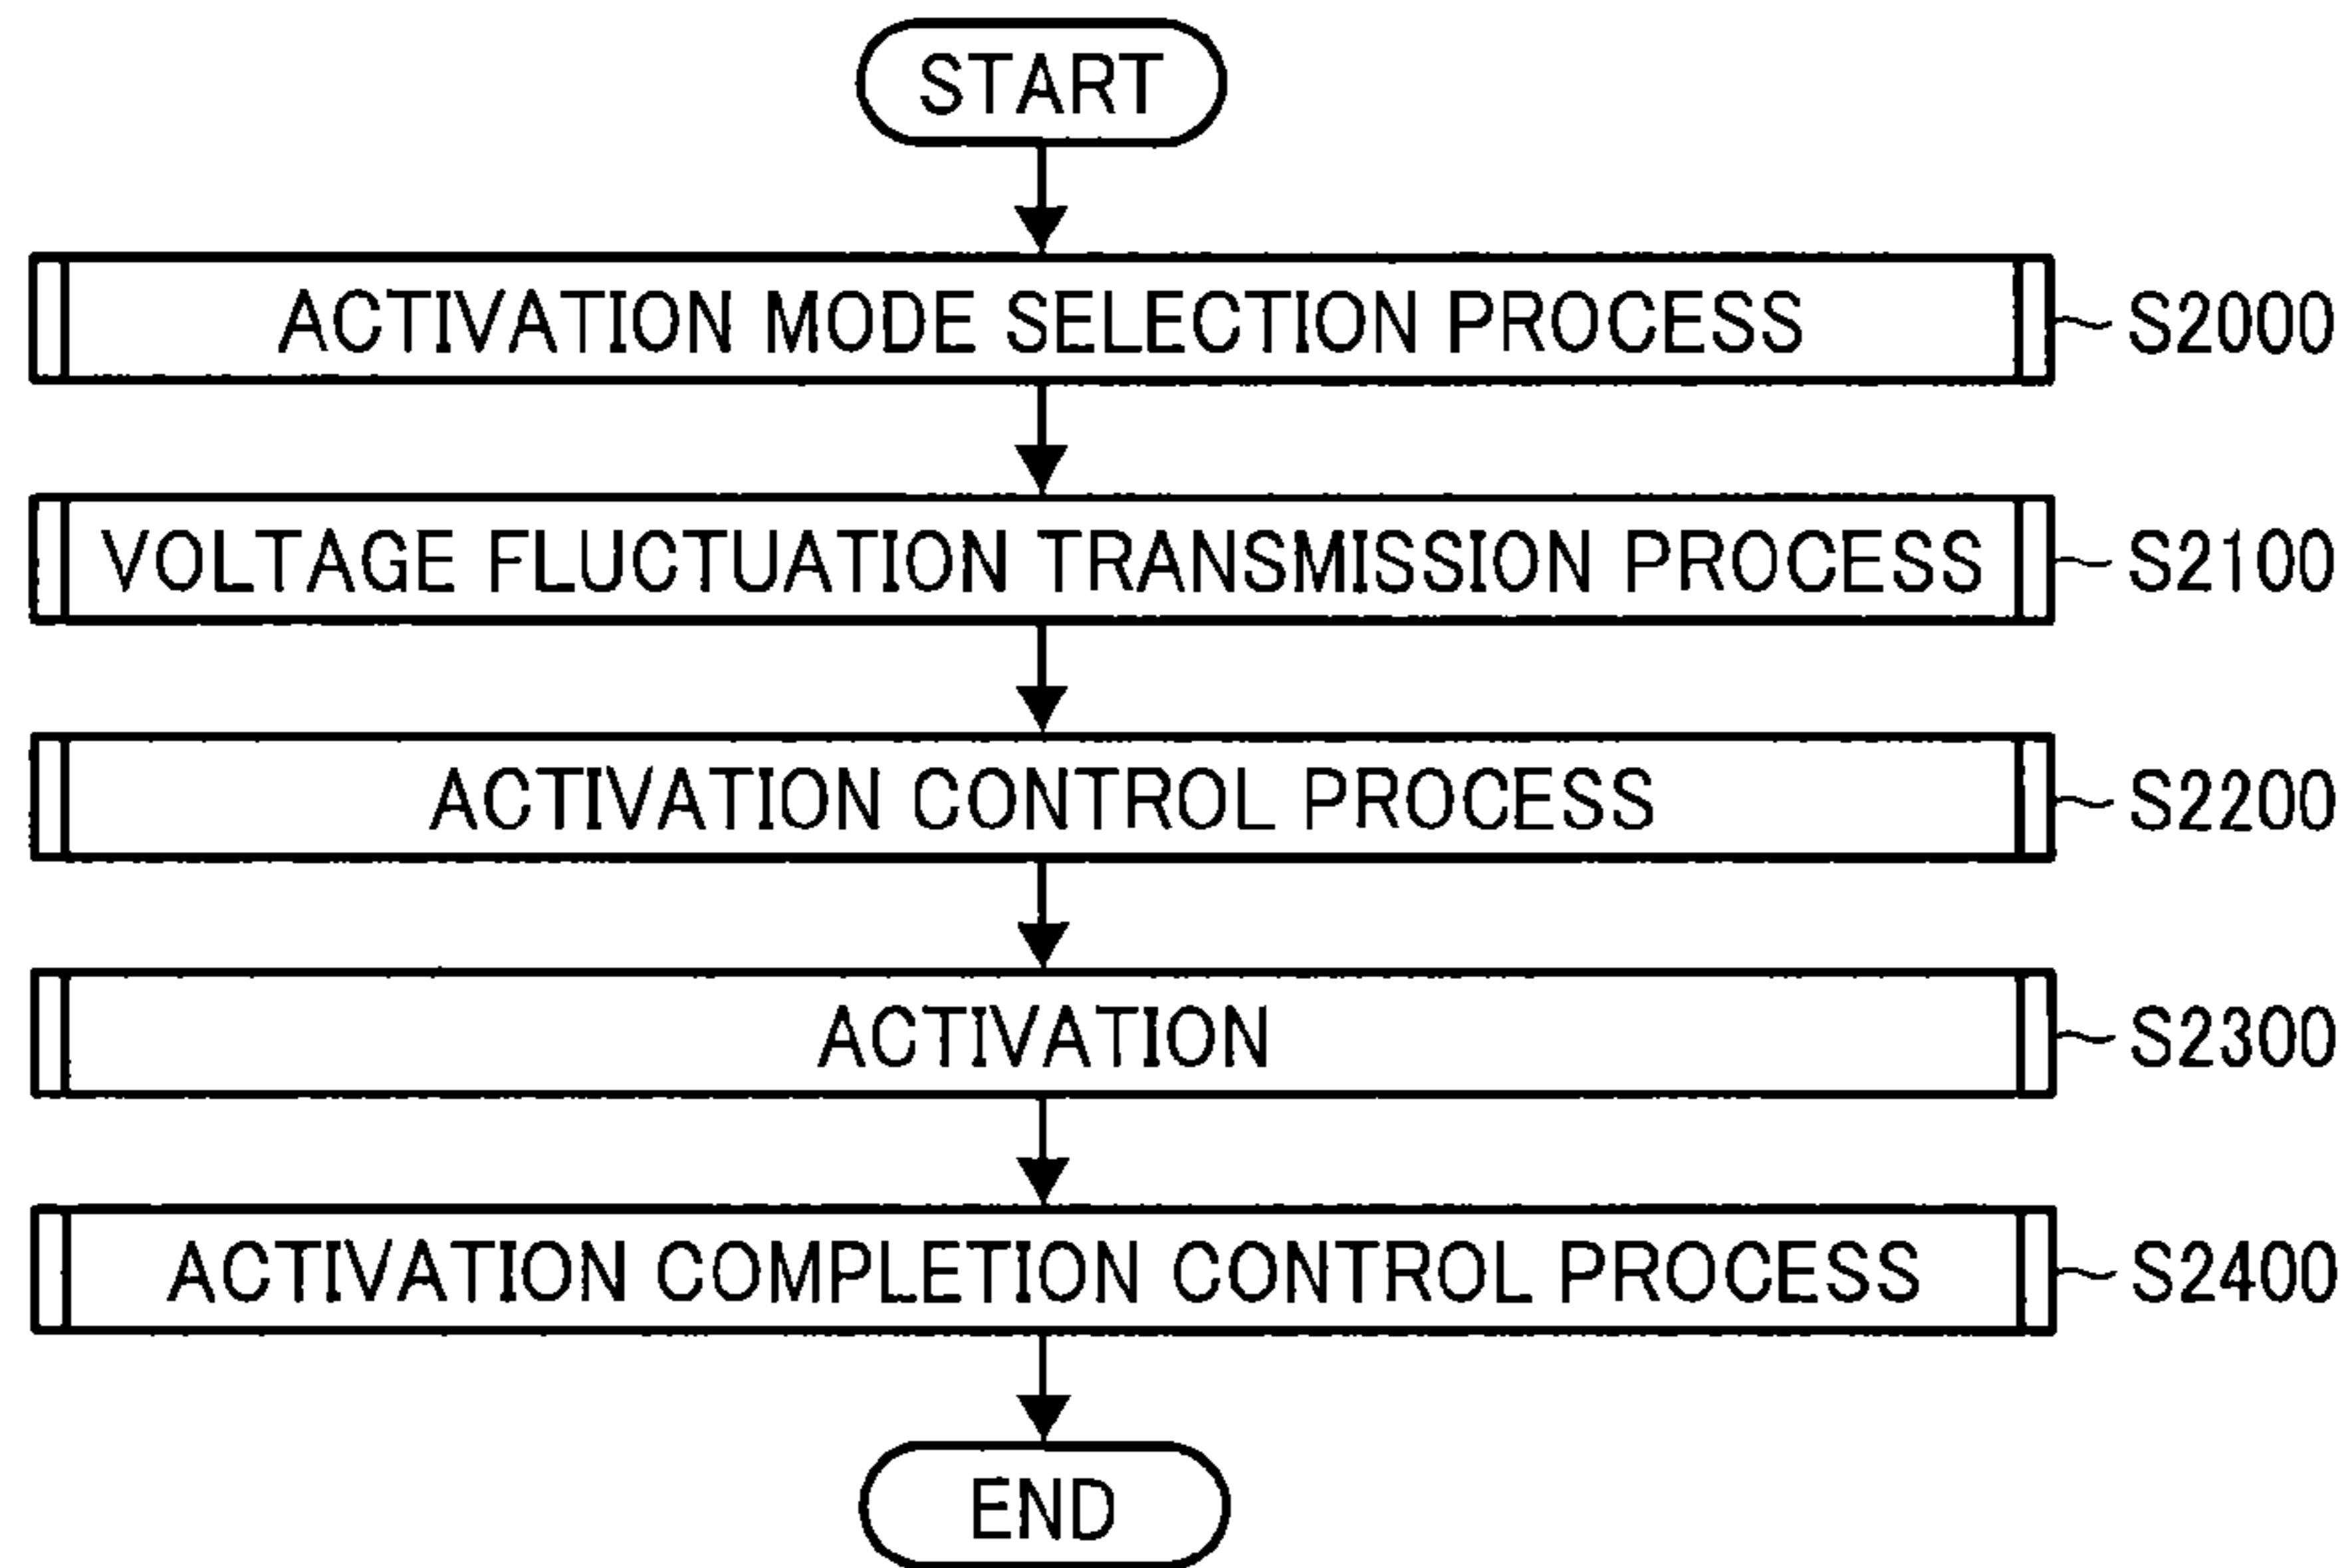 START
ACTIVATION MODE SELECTION PROCESS S2000
VOLTAGE FLUCTUATION TRANSMISSION PROCESS S2100
ACTIVATION CONTROL PROCESS S2200
ACTIVATION S2300
ACTIVATION COMPLETION CONTROL PROCESS S2400
END